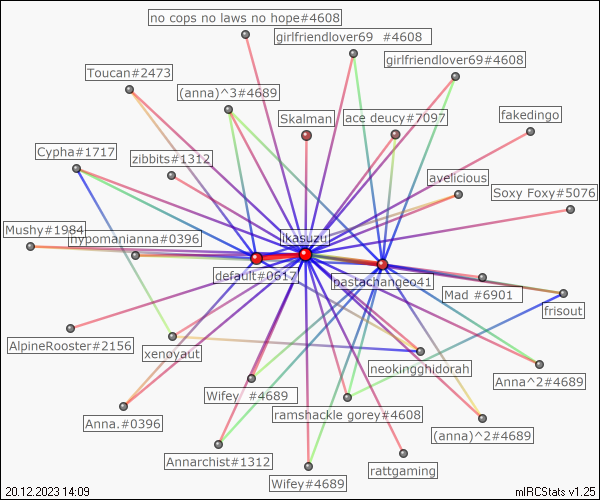 no cops no laws no hope#4608
girlfriendlover69 #4608
girlfriendlover69#4608
Toucan#2473
(anna)^3#4689
Skalman
ace deucy#7097
fakedingo
Cypha#1717
zibbits#1312
avelicious
Soxy Foxy#5076
Mushy#1984
hypomanianna#0396
ikasuzu
default#0617
pastachangeo41
Mad #6901
frisout
AlpineRooster#2156
xenoyaut
neokingghidorah
Anna^2#4689
Wifey #4689
ramshackle gorey#4608
Anna.#0396
(anna)^2#4689
Annarchist#1312
Wifey#4689
rattgaming
20.12.2023 14:09
mIRCStats v1.25